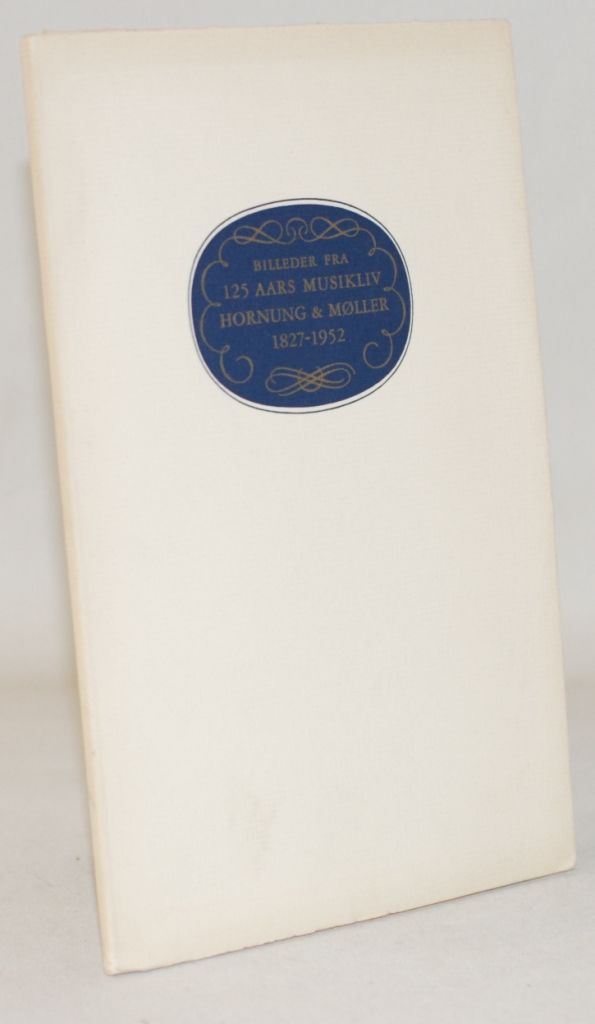 BILLEDER FRA
125 AARS MUSIKLIV
HORNUNG & MØLLER
1827-1952